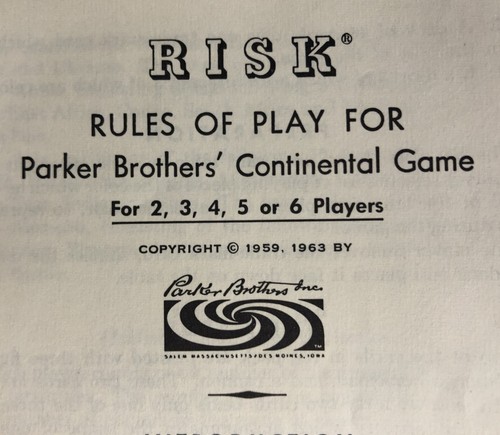 RISK®
RULES OF PLAY FOR
Parker Brothers' Continental Game
For 2, 3, 4, 5 or 6 Players
COPYRIGHT © 1959, 1963 BY
Parker Brothers Inc.
TM
SALEM MASSACHUSETTS / DES MOINES, IOWA